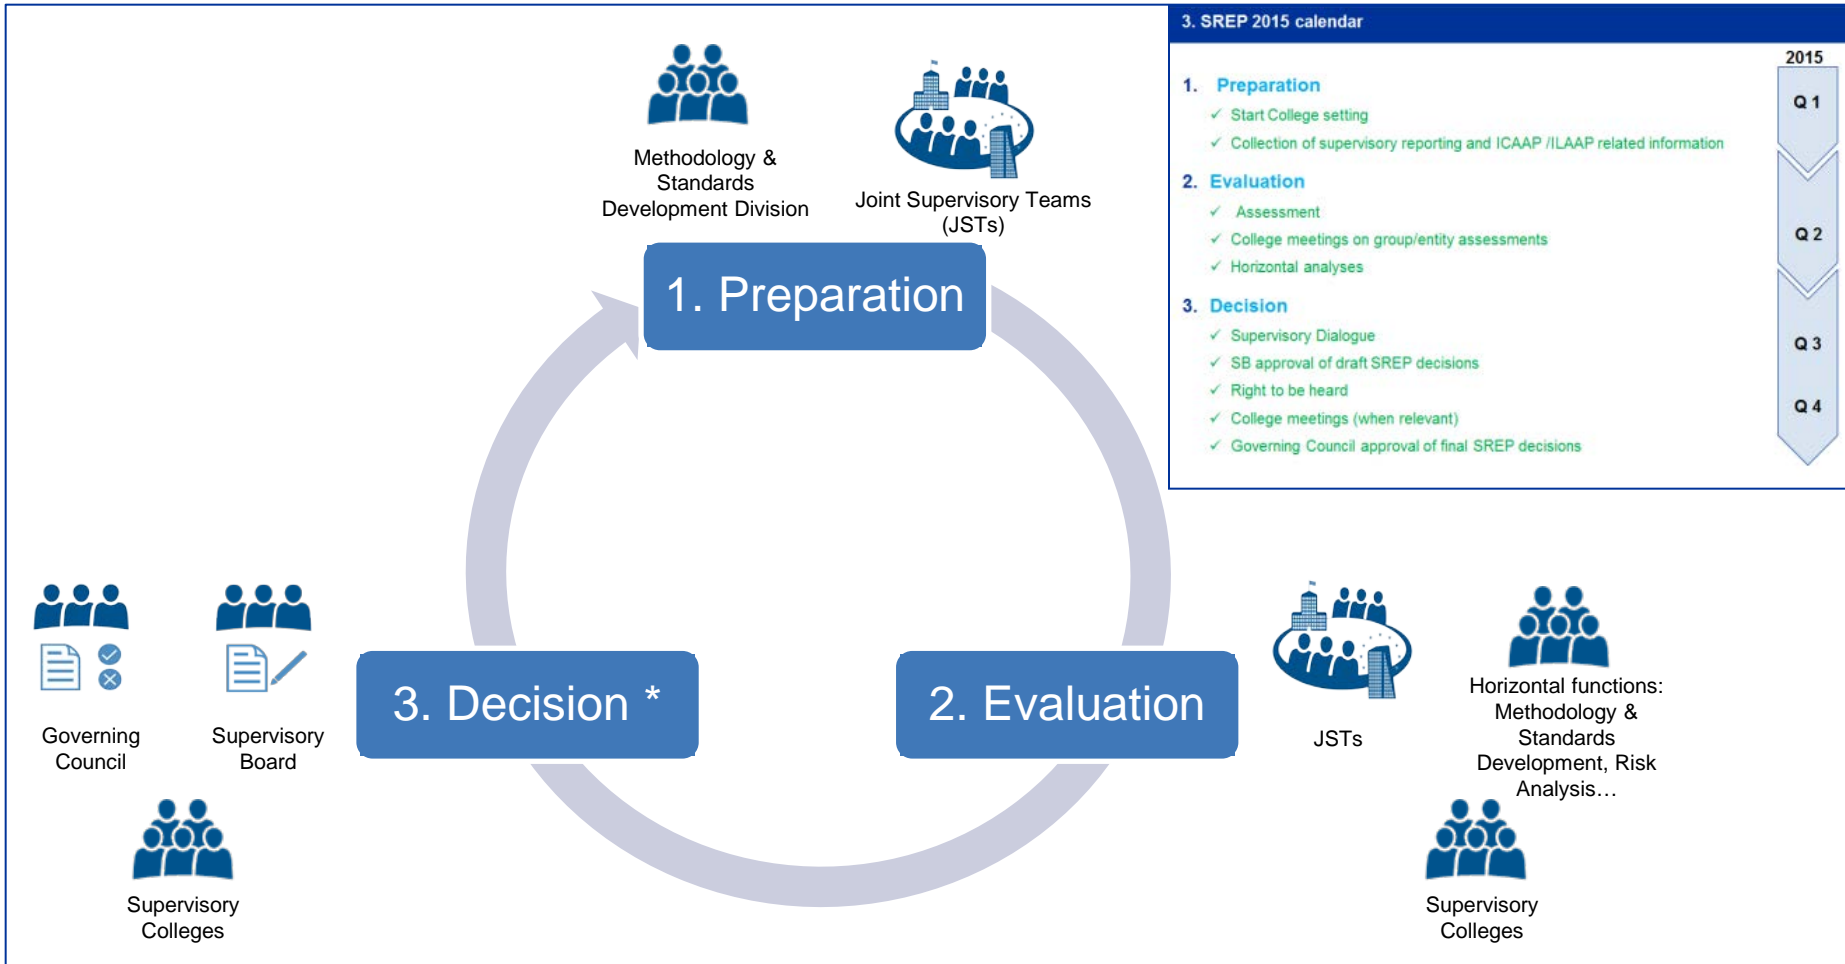 3. SREP 2015 calendar
2015
1. Preparation
✓ Start College setting
✓ Collection of supervisory reporting and ICAAP /ILAAP related information
Q 1
2. Evaluation
✓ Assessment
✓ College meetings on group/entity assessments
✓ Horizontal analyses
Q 2
3. Decision
✓ Supervisory Dialogue
✓ SB approval of draft SREP decisions
✓ Right to be heard
✓ College meetings (when relevant)
✓ Governing Council approval of final SREP decisions
Q 3
Q 4
Methodology &
Standards
Development Division
Joint Supervisory Teams
(JSTs)
1. Preparation
2. Evaluation
JSTs
Horizontal functions:
Methodology &
Standards
Development, Risk
Analysis…
Supervisory
Colleges
3. Decision *
Governing
Council
Supervisory
Board
Supervisory
Colleges